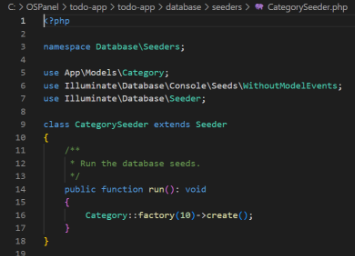 C: > OSPanel > todo-app > todo-app > database > seeders > CategorySeeder.php
1 <?php
2
3 namespace Database\Seeders;
4
5 use App\Models\Category;
6 use Illuminate\Database\Console\Seeds\WithoutModelEvents;
7 use Illuminate\Database\Seeder;
8
9 class CategorySeeder extends Seeder
10 {
11 /**
12 * Run the database seeds.
13 */
14 public function run(): void
15 {
16 Category::factory(10)->create();
17 }
18 }
19